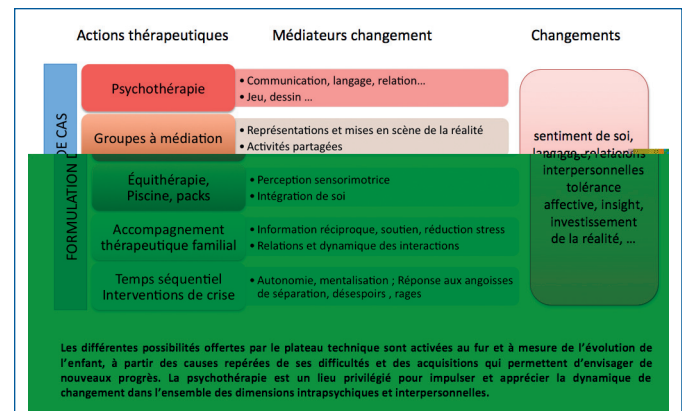 Actions thérapeutiques
Médiateurs changement
Changements
FORMULATION DE CAS
Psychothérapie
• Communication, langage, relation...
• Jeu, dessin ...
Groupes à médiation
• Représentations et mises en scène de la réalité
• Activités partagées
Équithérapie,
Piscine, packs
• Perception sensorimotrice
• Intégration de soi
Accompagnement
thérapeutique familial
• Information réciproque, soutien, réduction stress
• Relations et dynamique des interactions
Temps séquentiel
Interventions de crise
• Autonomie, mentalisation ; Réponse aux angoisses
de séparation, désespoirs , rages
sentiment de soi,
langage, relations
interpersonnelles
tolérance
affective, insight,
investissement
de la réalité, ...
Les différentes possibilités offertes par le plateau technique sont activées au fur et à mesure de l'évolution de
l'enfant, à partir des causes repérées de ses difficultés et des acquisitions qui permettent d'envisager de
nouveaux progrès. La psychothérapie est un lieu privilégié pour impulser et apprécier la dynamique de
changement dans l'ensemble des dimensions intrapsychiques et interpersonnelles.